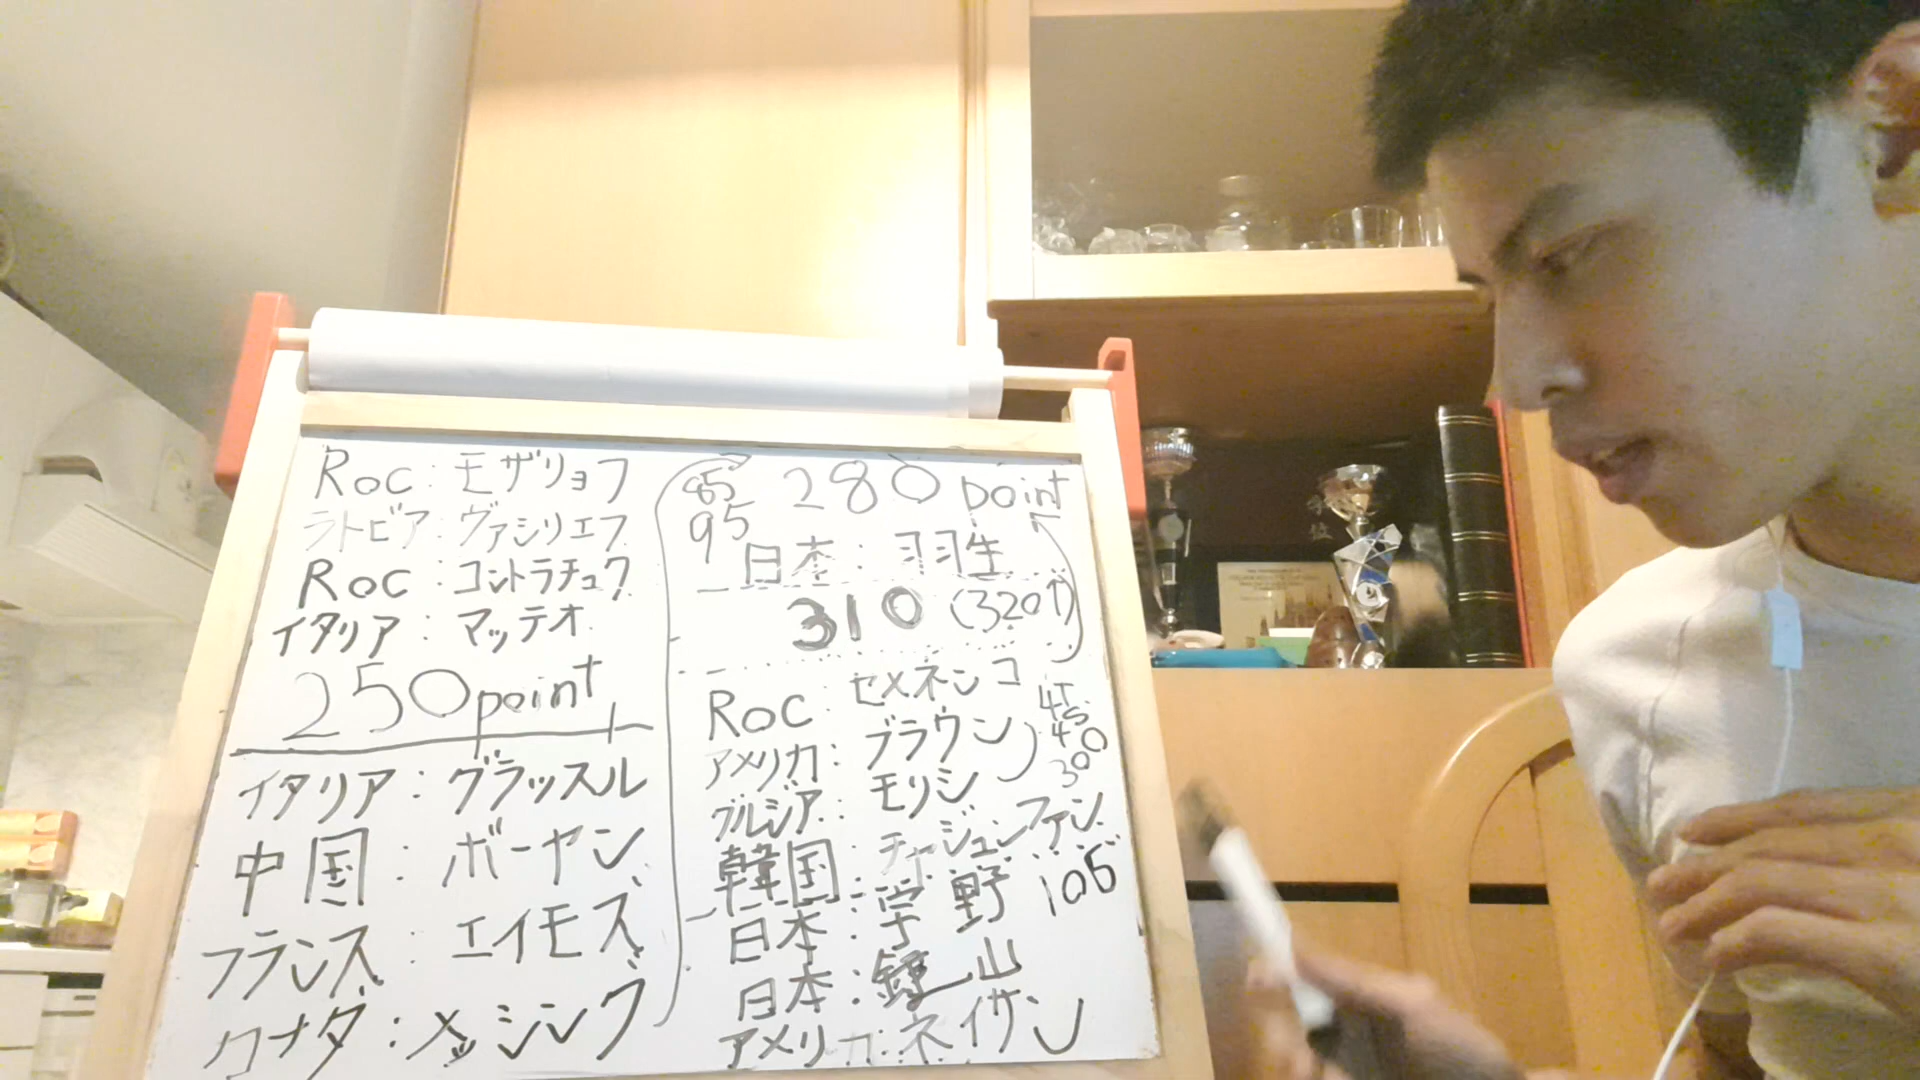 Roc:モザリョフ
ラトビア:ヴァシリエフ
Roc:コントラチュク
イタリア:マッテオ
250point
イタリア:グラッスル
中国:ボーヤン
フランス:エイモズ
カナダ:メッシング
85 280 point
95
日本:羽生
310 (320↑)
Roc:セメネンコ
アメリカ:ブラウン)
グルジア:モリシ
4T
4S
300
韓国:チャジュンファン
日本:宇野 105
日本:鍵山
アメリカ:ネイサン